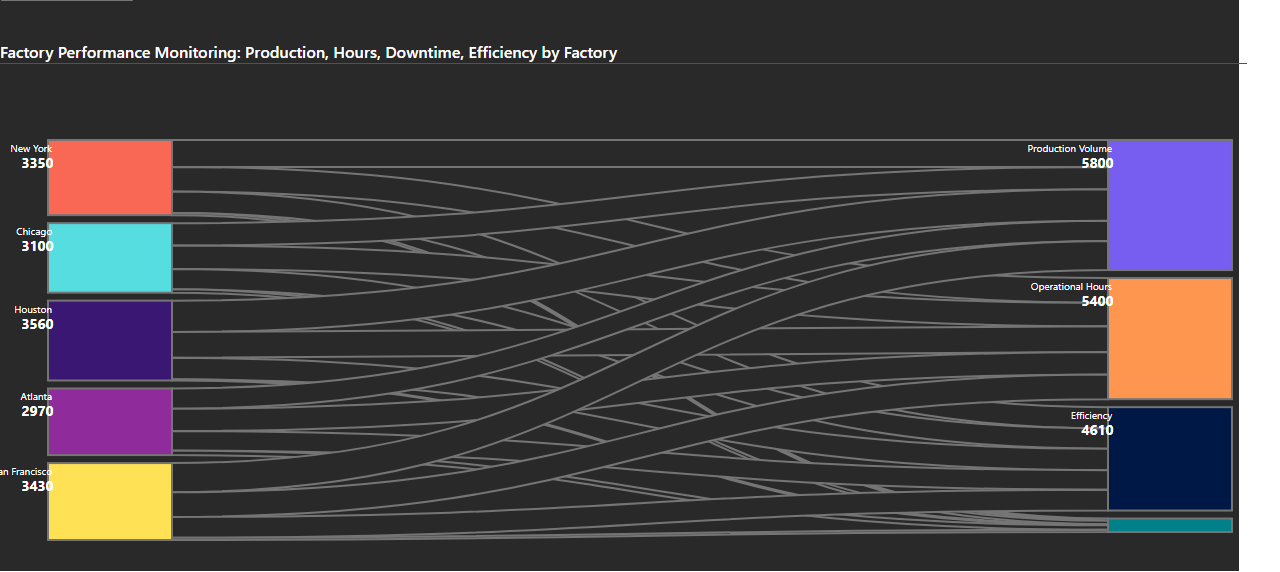 Factory Performance Monitoring: Production, Hours, Downtime, Efficiency by Factory
New York
3350
Production Volume
5800
Chicago
3100
Operational Hours
5400
Houston
3560
Atlanta
2970
Efficiency
4610
an Francisco
3430